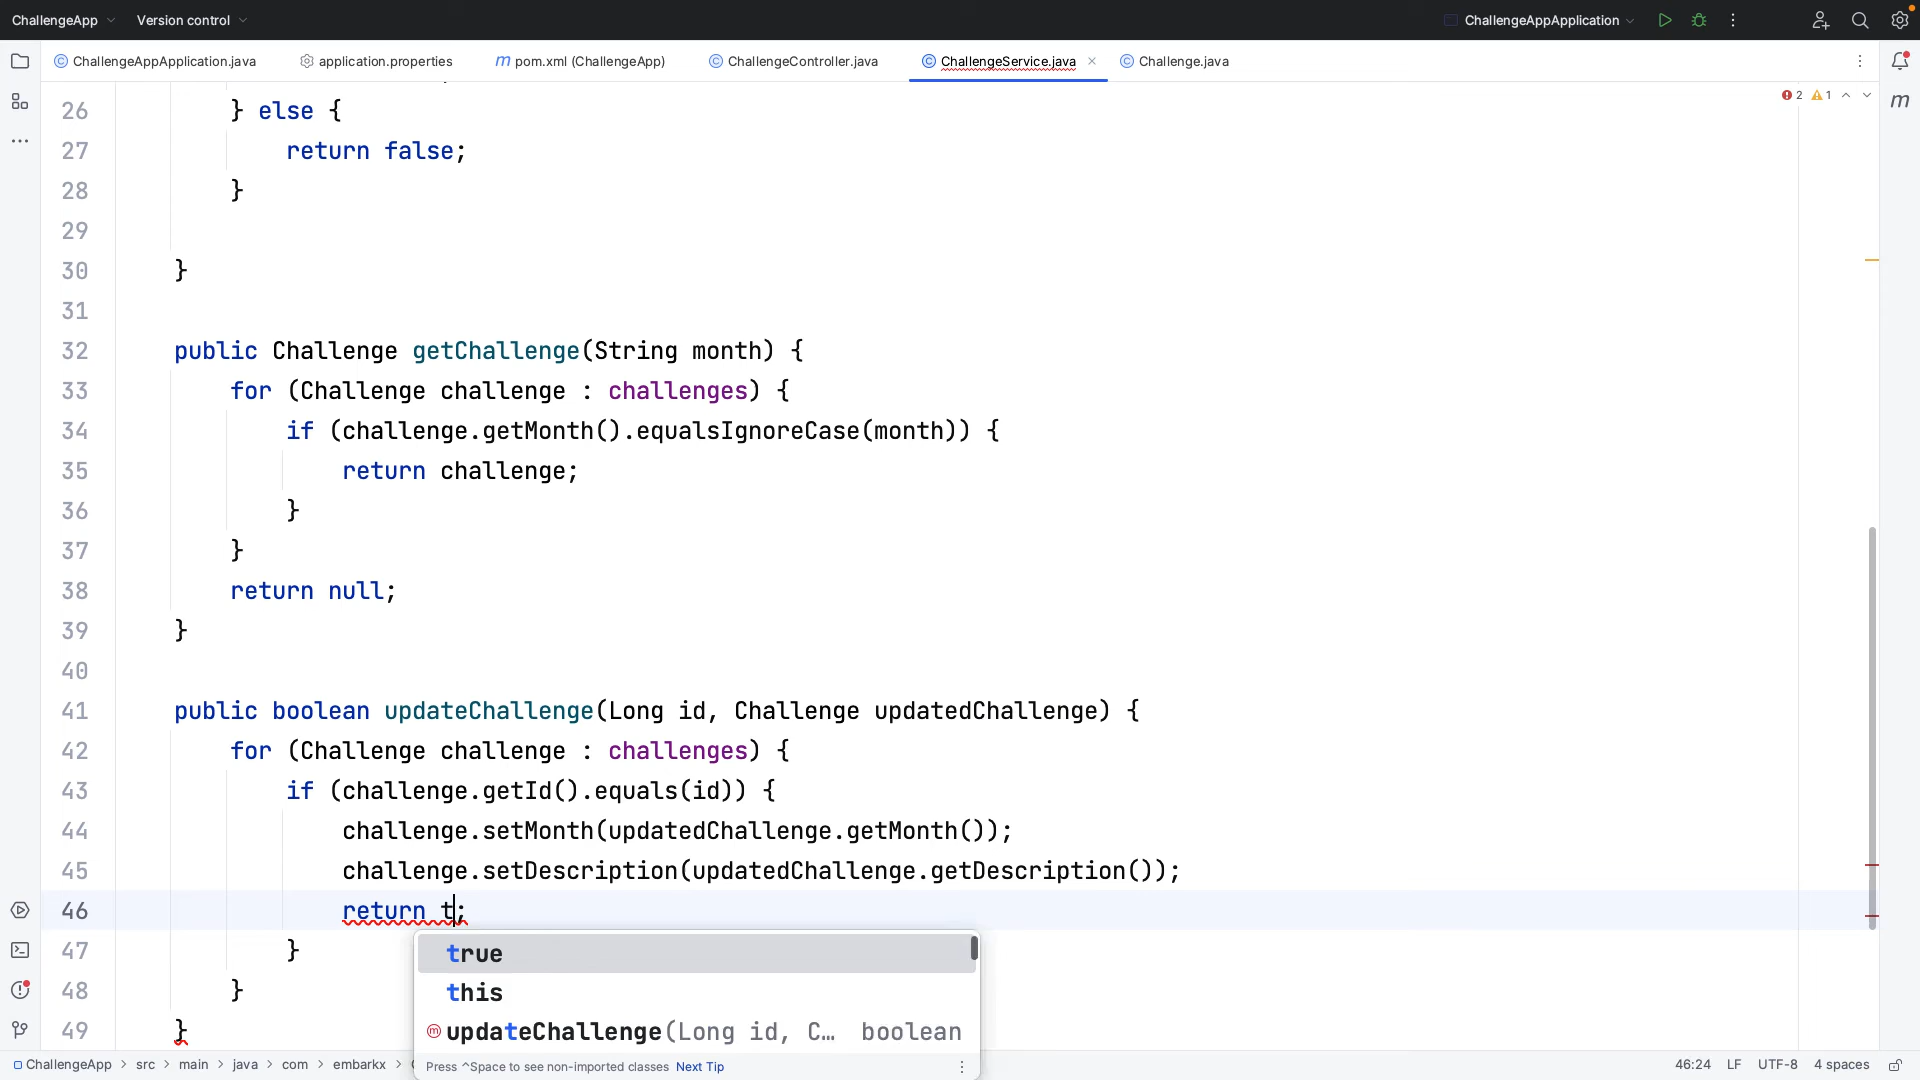 ChallengeApp Version control ChallengeAppApplication
ChallengeAppApplication.java application.properties pom.xml (ChallengeApp) ChallengeController.java ChallengeService.java Challenge.java
2 1
26 } else {
27 return false;
28 }
29
30 }
31
32 public Challenge getChallenge(String month) {
33 for (Challenge challenge : challenges) {
34 if (challenge.getMonth().equalsIgnoreCase(month)) {
35 return challenge;
36 }
37 }
38 return null;
39 }
40
41 public boolean updateChallenge(Long id, Challenge updatedChallenge) {
42 for (Challenge challenge : challenges) {
43 if (challenge.getId().equals(id)) {
44 challenge.setMonth(updatedChallenge.getMonth());
45 challenge.setDescription(updatedChallenge.getDescription());
46 return t;
47 }
true
48 }
this
49 }
updateChallenge(Long id, C… boolean
Press ^Space to see non-imported classes Next Tip
ChallengeApp > src > main > java > com > embarkx > 46:24 LF UTF-8 4 spaces